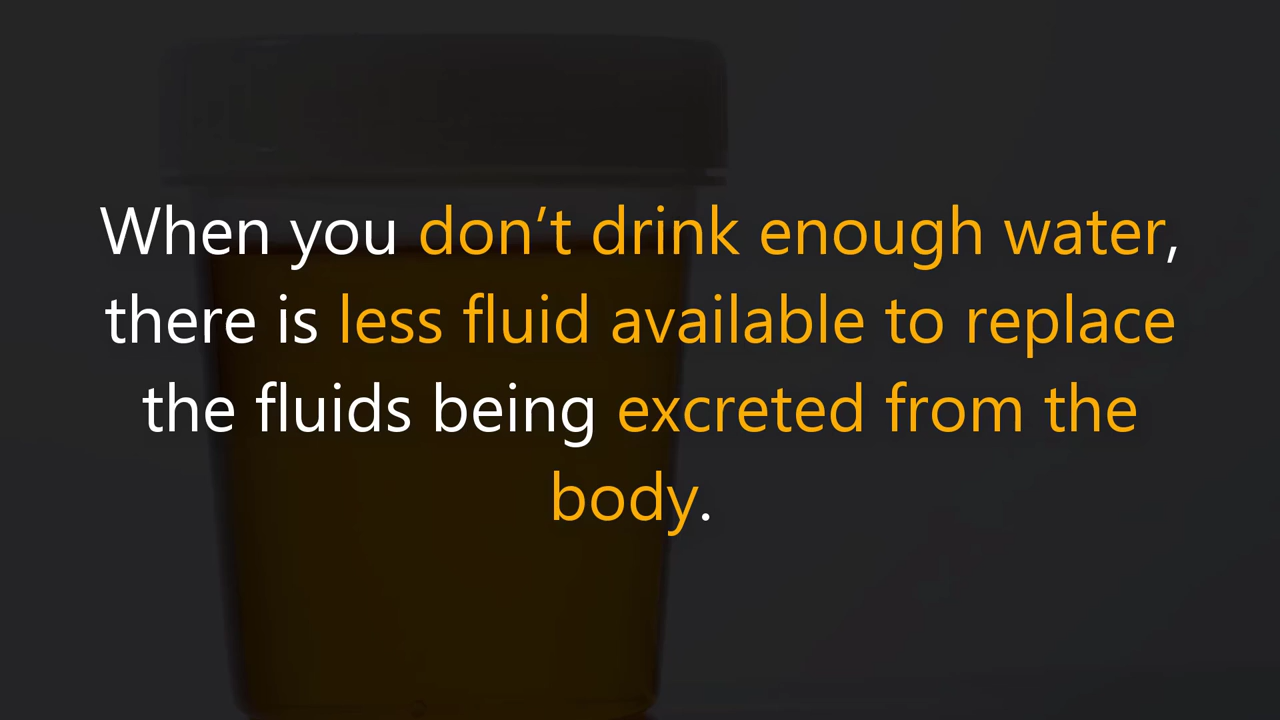 When you don’t drink enough water,
there is less fluid available to replace
the fluids being excreted from the
body.